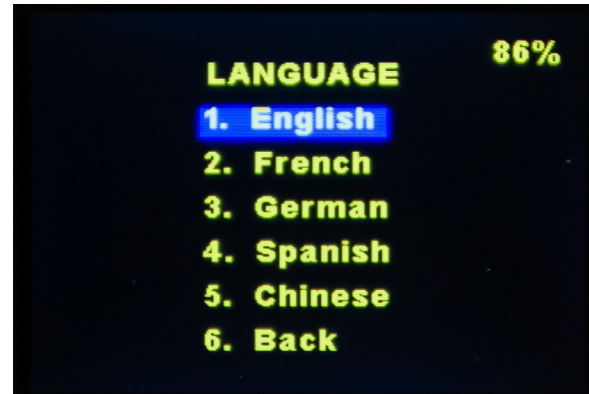 86%
LANGUAGE
1. English
2. French
3. German
4. Spanish
5. Chinese
6. Back